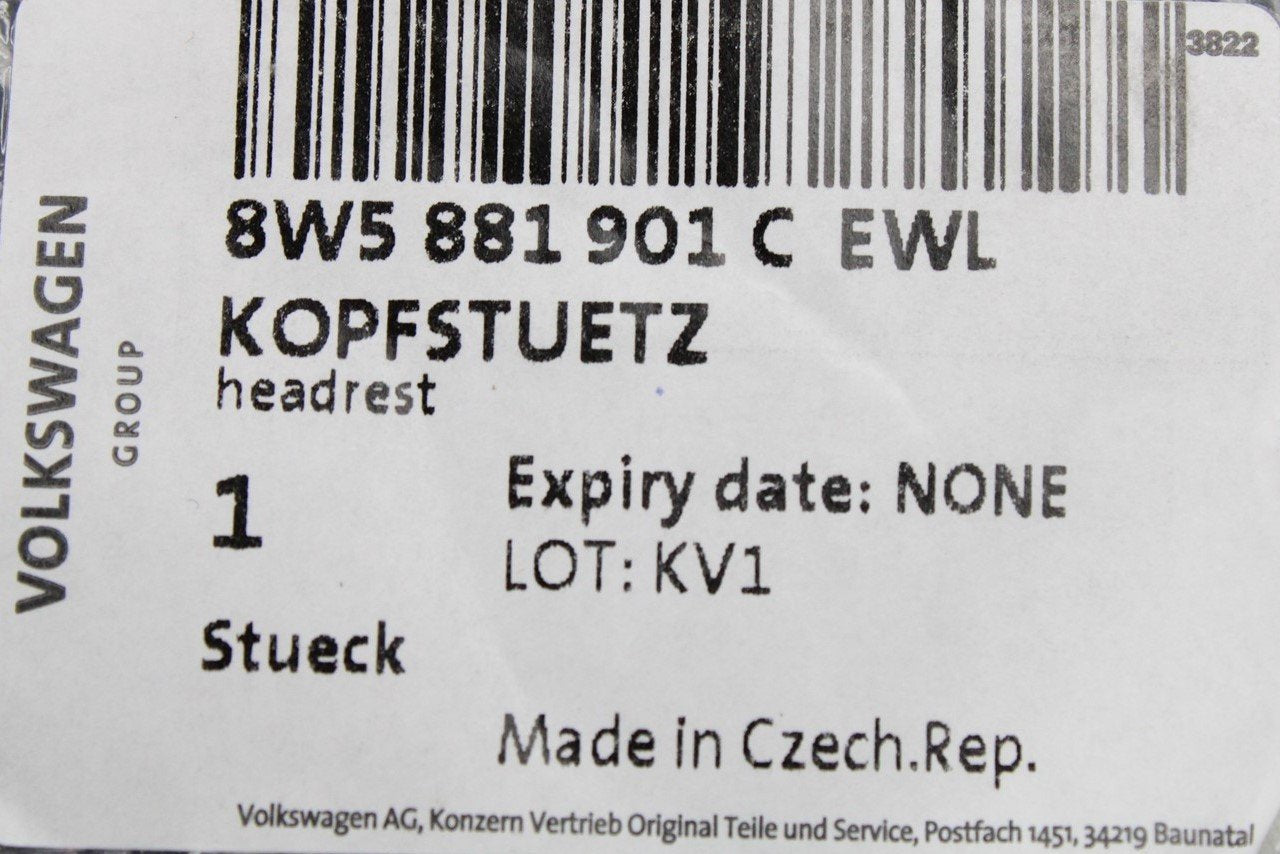 3822
8W5 881 901 C EWL
KOPFSTUETZ
headrest
VOLKSWAGEN
GROUP
1
Stueck
Expiry date: NONE
LOT: KV1
Made in Czech.Rep.
Volkswagen AG, Konzern Vertrieb Original Teile und Service, Postfach 1451, 34219 Baunatal